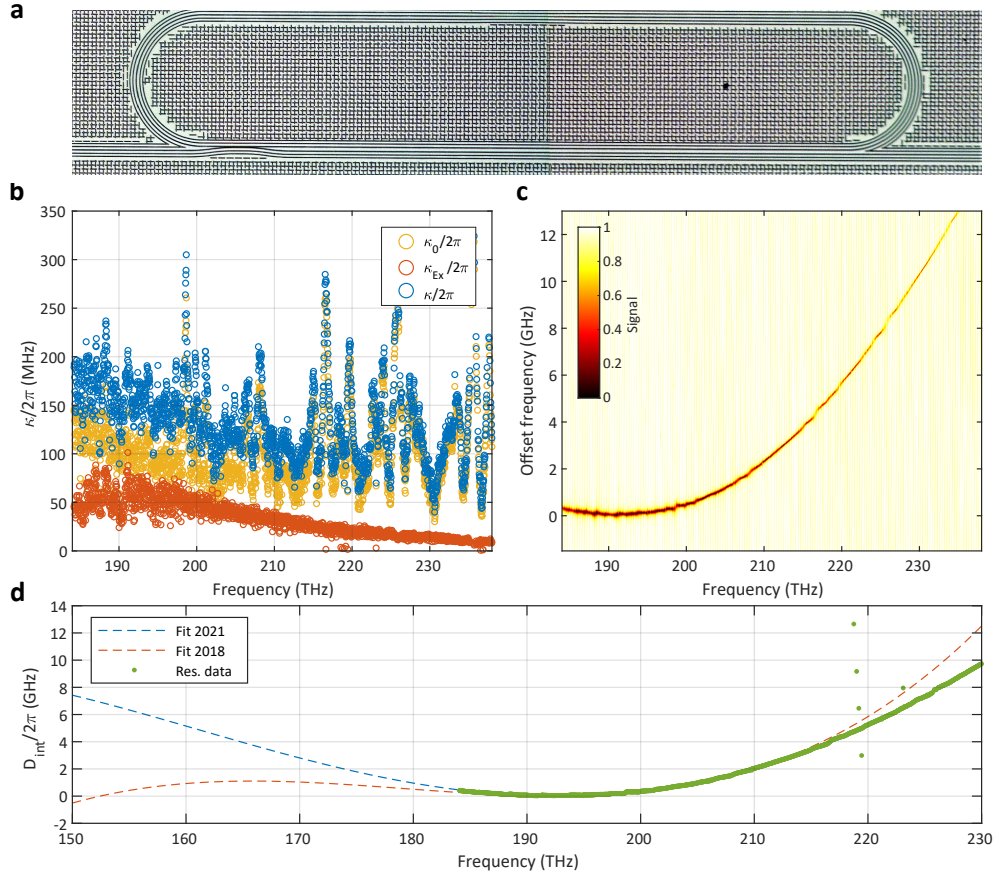 a
b
c
350
300
250
200
150
100
50
0
κ/2π (MHz)
κ0/2π
κEx/2π
κ/2π
190
200
210
220
230
Frequency (THz)
12
10
8
6
4
2
0
Offset frequency (GHz)
1
0.8
0.6
0.4
0.2
0
Signal
190
200
210
220
230
Frequency (THz)
d
14
12
10
8
6
4
2
0
-2
Dint/2π (GHz)
Fit 2021
Fit 2018
Res. data
150
160
170
180
190
200
210
220
230
Frequency (THz)